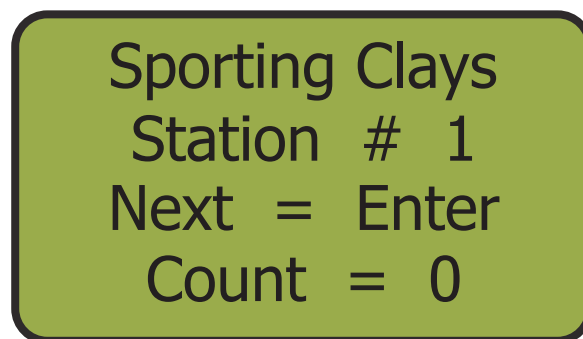 Sporting Clays
Station # 1
Next = Enter
Count = 0